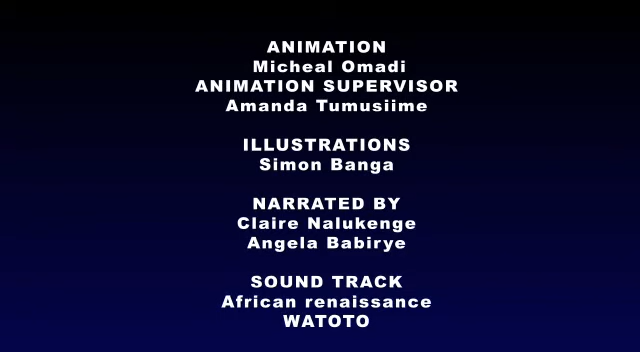 ANIMATION
Micheal Omadi
ANIMATION SUPERVISOR
Amanda Tumusiime
ILLUSTRATIONS
Simon Banga
NARRATED BY
Claire Nalukenge
Angela Babirye
SOUND TRACK
African renaissance
WATOTO